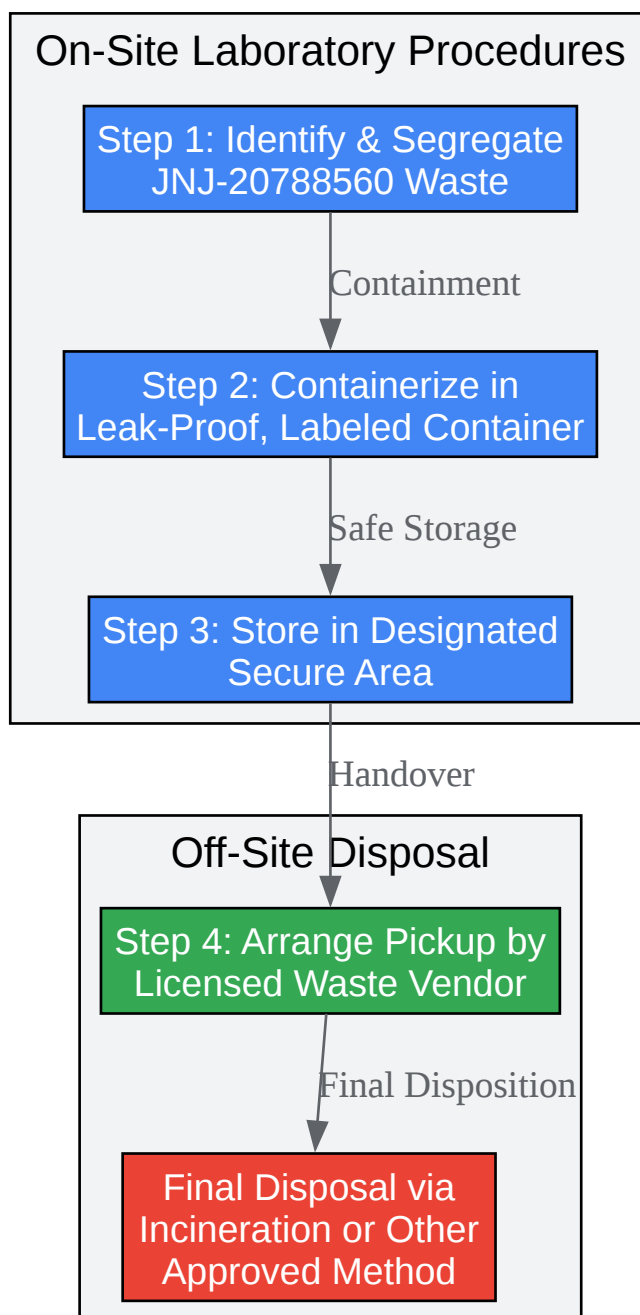 On-Site Laboratory Procedures
Step 1: Identify & Segregate
JNJ-20788560 Waste
Containment
Step 2: Containerize in
Leak-Proof, Labeled Container
Safe Storage
Step 3: Store in Designated
Secure Area
Handover
Off-Site Disposal
Step 4: Arrange Pickup by
Licensed Waste Vendor
Final Disposition
Final Disposal via
Incineration or Other
Approved Method